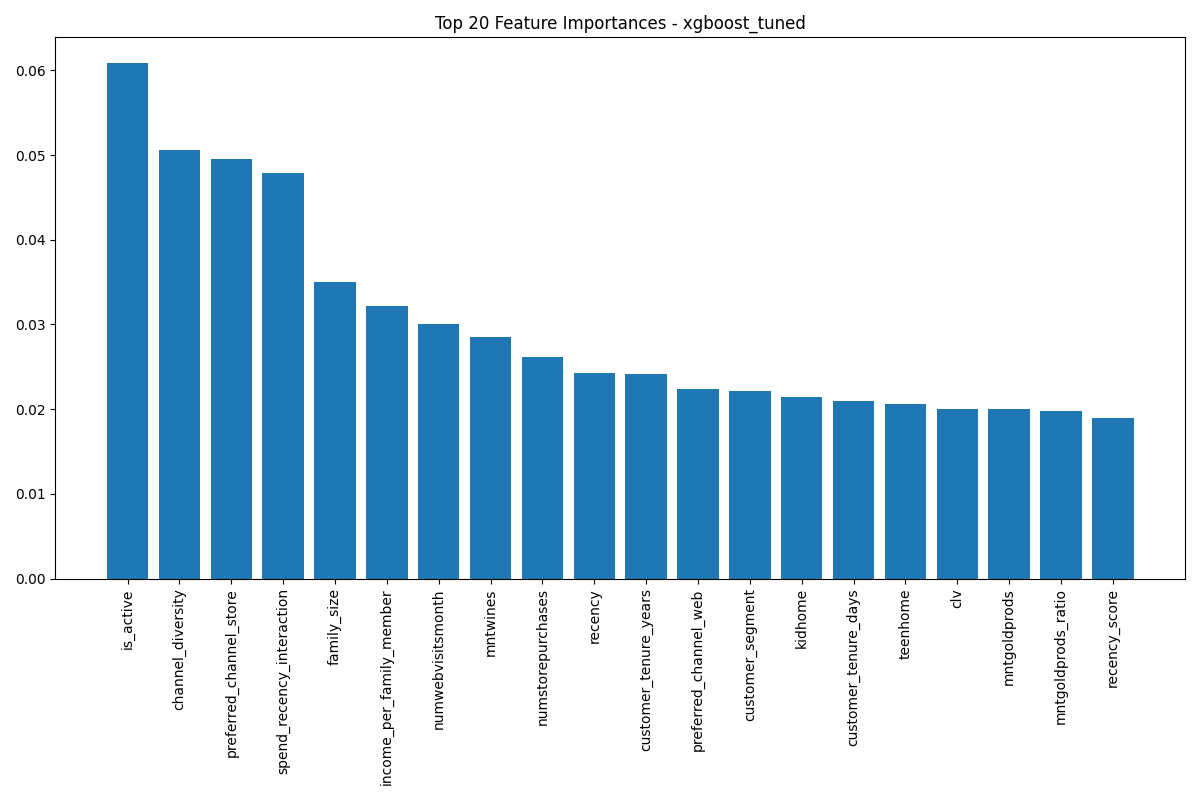 Top 20 Feature Importances - xgboost_tuned
0.06
0.05
0.04
0.03
0.02
0.01
0.00
is_active
channel_diversity
preferred_channel_store
spend_recency_interaction
family_size
income_per_family_member
numwebvisitsmonth
mntwines
numstorepurchases
recency
customer_tenure_years
preferred_channel_web
customer_segment
kidhome
customer_tenure_days
teenhome
clv
mntgoldprods
mntgoldprods_ratio
recency_score